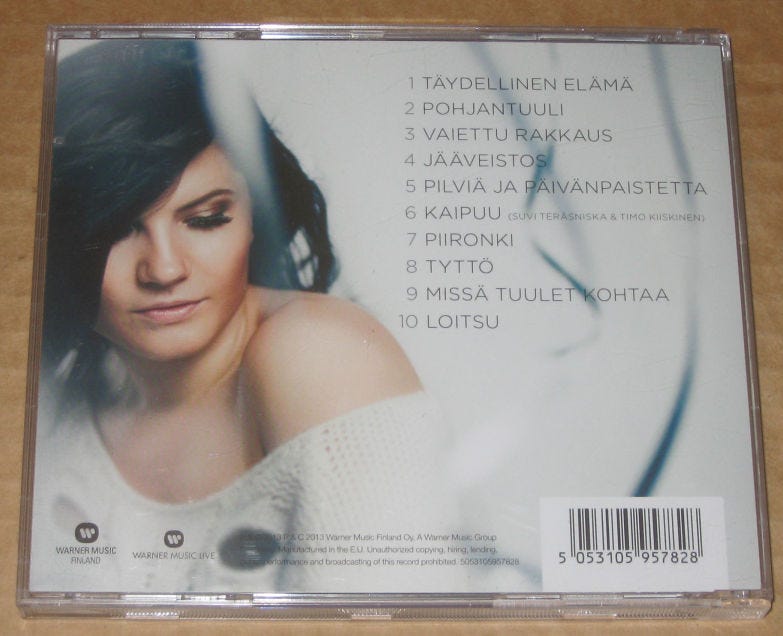 1 TÄYDELLINEN ELÄMÄ
2 POHJANTUULI
3 VAIETTU RAKKAUS
4 JÄÄVEISTOS
5 PILVIÄ JA PÄIVÄNPAISTETTA
6 KAIPUU (SUVI TERÄSNISKA & TIMO KIISKINEN)
7 PIIRONKI
8 TYTTÖ
9 MISSÄ TUULET KOHTAA
10 LOITSU
WARNER MUSIC
FINLAND
WARNER MUSIC LIVE
P & C 2013 Warner Music Finland Oy, A Warner Music Group
Manufactured in the E.U. Unauthorized copying, hiring, lending,
performance and broadcasting of this record prohibited. 5053105957828
5 053105 957828